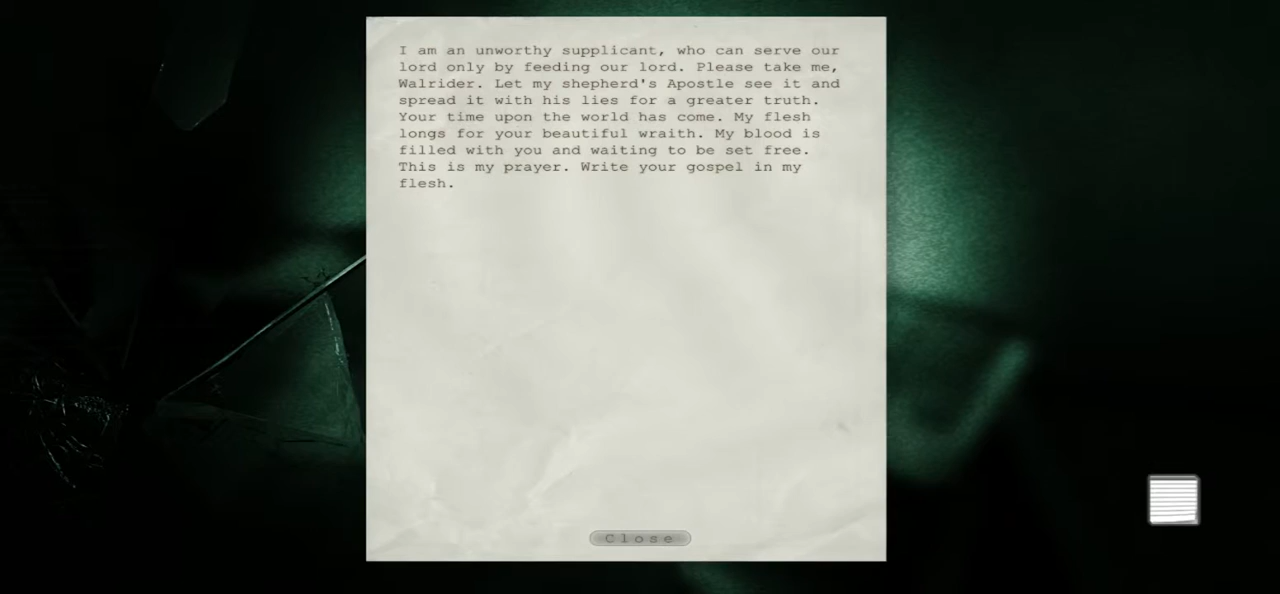 I am an unworthy supplicant, who can serve our
lord only by feeding our lord. Please take me,
Walrider. Let my shepherd's Apostle see it and
spread it with his lies for a greater truth.
Your time upon the world has come. My flesh
longs for your beautiful wraith. My blood is
filled with you and waiting to be set free.
This is my prayer. Write your gospel in my
flesh.
Close